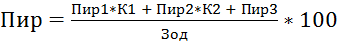 Пир = (Пир1*К1 + Пир2*К2 + Пир3) / Зод * 100